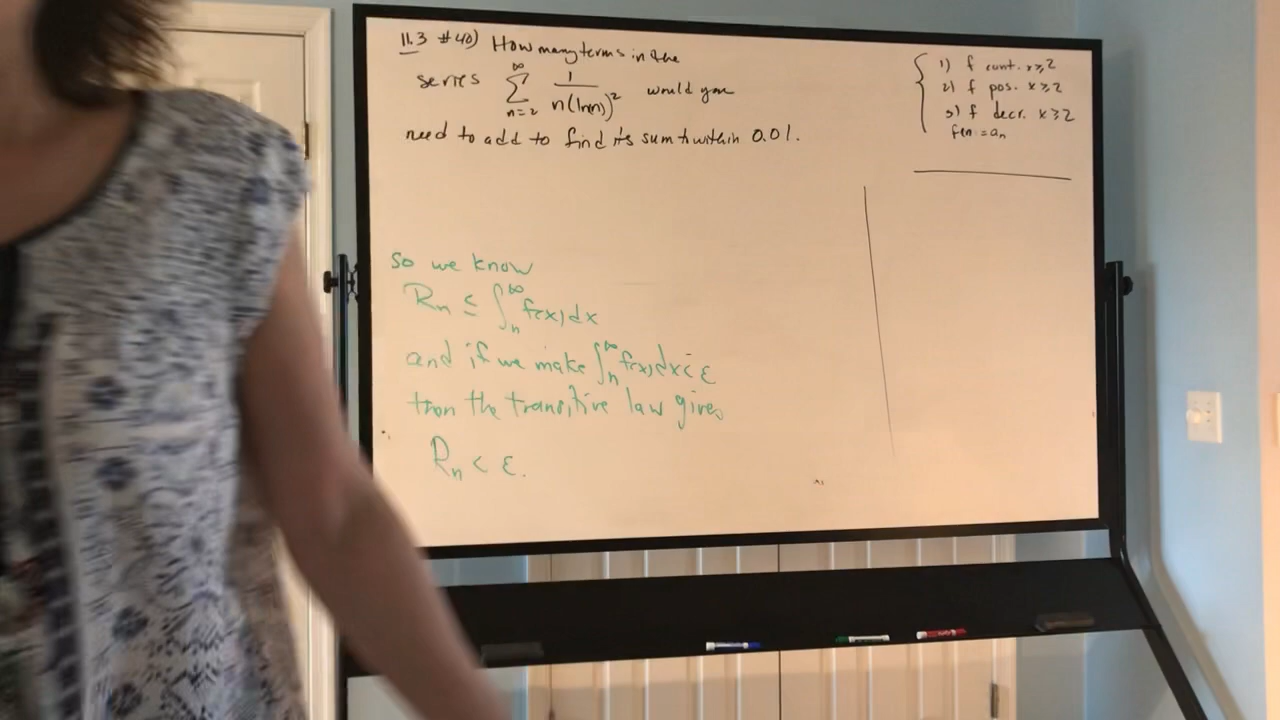 11.3 #40) How many terms in the
series ∞ Σ n=2 1/n(ln n)² would you
need to add to find its sum to within 0.01.
1) f cont. x≥2
2) f pos. x≥2
3) f decr. x≥2
f(n)=aₙ
So we know
Rₙ ≤ ∫ₙ^∞ f(x)dx
and if we make ∫ₙ^∞ f(x)dx < ε
then the transitive law gives
Rₙ < ε.